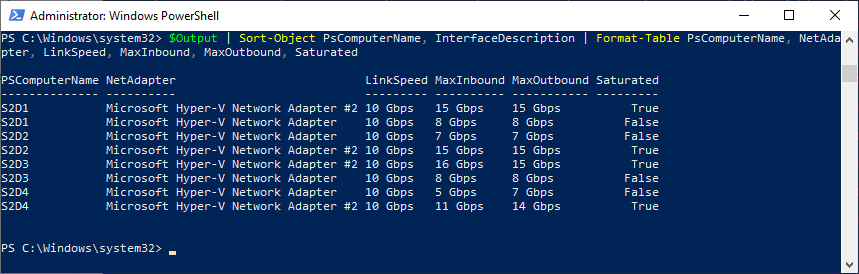 Administrator: Windows PowerShell
PS C:\Windows\system32> $Output | Sort-Object PsComputerName, InterfaceDescription | Format-Table PsComputerName, NetAda
pter, LinkSpeed, MaxInbound, MaxOutbound, Saturated
PSComputerName NetAdapter LinkSpeed MaxInbound MaxOutbound Saturated
-------------- ---------- --------- ---------- ----------- ---------
S2D1 Microsoft Hyper-V Network Adapter #2 10 Gbps 15 Gbps 15 Gbps True
S2D1 Microsoft Hyper-V Network Adapter 10 Gbps 8 Gbps 8 Gbps False
S2D2 Microsoft Hyper-V Network Adapter 10 Gbps 7 Gbps 7 Gbps False
S2D2 Microsoft Hyper-V Network Adapter #2 10 Gbps 15 Gbps 15 Gbps True
S2D3 Microsoft Hyper-V Network Adapter #2 10 Gbps 16 Gbps 15 Gbps True
S2D3 Microsoft Hyper-V Network Adapter 10 Gbps 8 Gbps 8 Gbps False
S2D4 Microsoft Hyper-V Network Adapter 10 Gbps 5 Gbps 7 Gbps False
S2D4 Microsoft Hyper-V Network Adapter #2 10 Gbps 11 Gbps 14 Gbps True
PS C:\Windows\system32> _